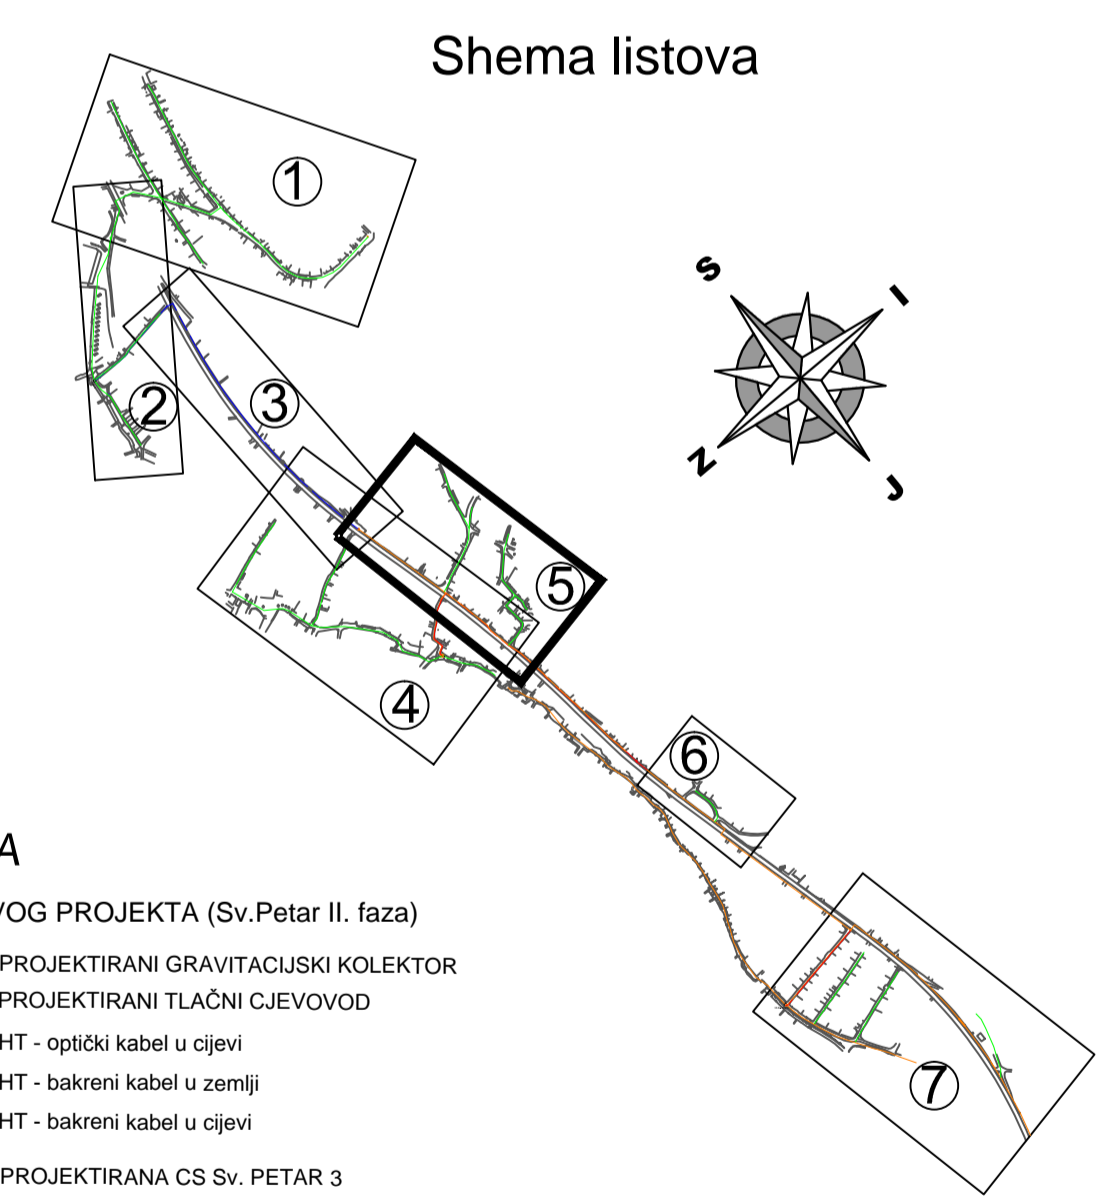 Shema listova
1
S
I
2
3
Z
J
5
4
6
A
VOG PROJEKTA (Sv.Petar II. faza)
PROJEKTIRANI GRAVITACIJSKI KOLEKTOR
PROJEKTIRANI TLAČNI CJEVOVOD
HT - optički kabel u cijevi
HT - bakreni kabel u zemlji
HT - bakreni kabel u cijevi
7
PROJEKTIRANA CS Sv. PETAR 3